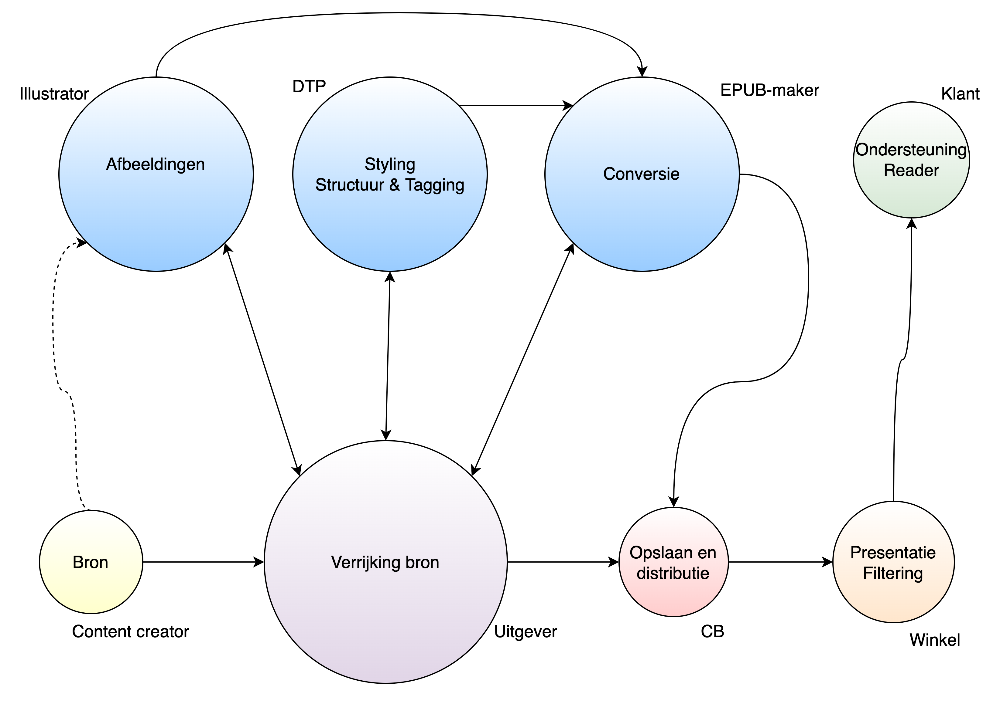 Illustrator
DTP
EPUB-maker
Klant
Afbeeldingen
Styling
Structuur & Tagging
Conversie
Ondersteuning
Reader
Bron
Verrijking bron
Opslaan en
distributie
Presentatie
Filtering
Content creator
Uitgever
CB
Winkel